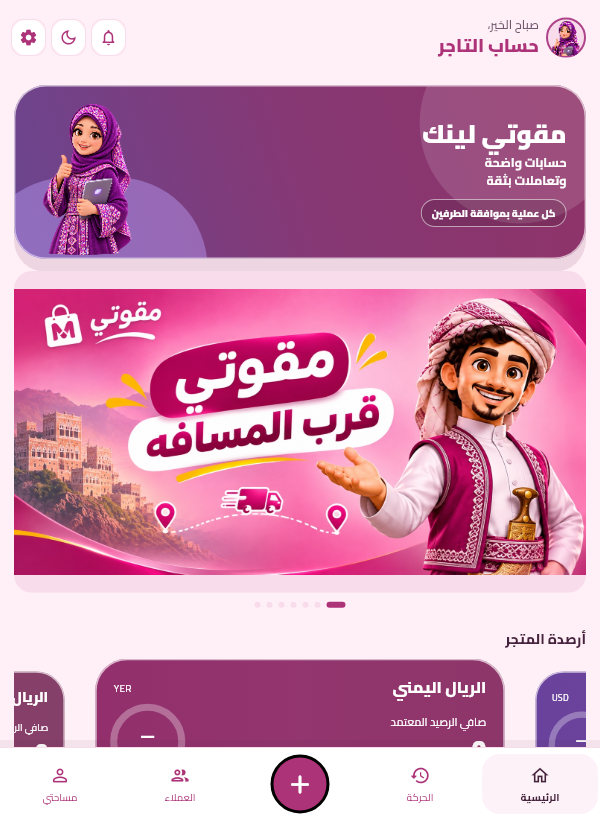 صباح الخير،
حساب التاجر
مقوتي لينك
حسابات واضحة
وتعاملات بثقة
كل عملية بموافقة الطرفين
مقوتي
مقوتي
قرب المسافه
أرصدة المتجر
USD
الريال اليمني
YER
صافي الرصيد المعتمد
الريال
الرئيسية
الحركة
العملاء
مساحتي